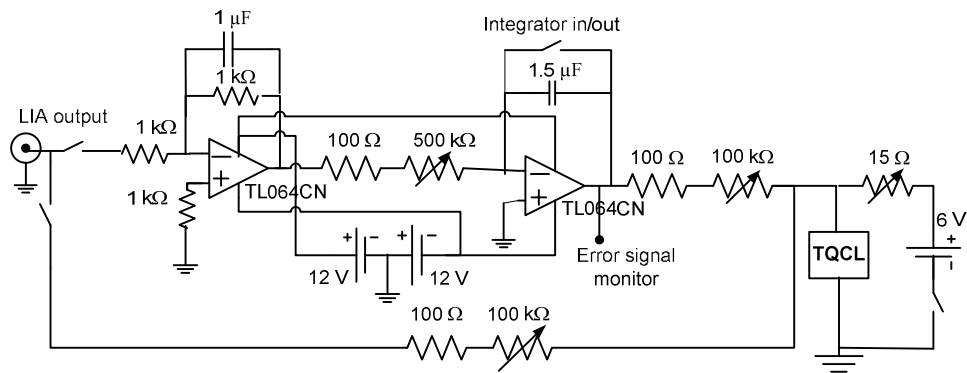 1 μF
Integrator in/out
1 kΩ
1.5 μF
LIA output
1 kΩ
100 Ω
500 kΩ
100 Ω
100 kΩ
15 Ω
1 kΩ
TL064CN
TL064CN
6 V
+
-
+
-
+
-
+
-
+
-
12 V
12 V
Error signal
monitor
TQCL
100 Ω
100 kΩ